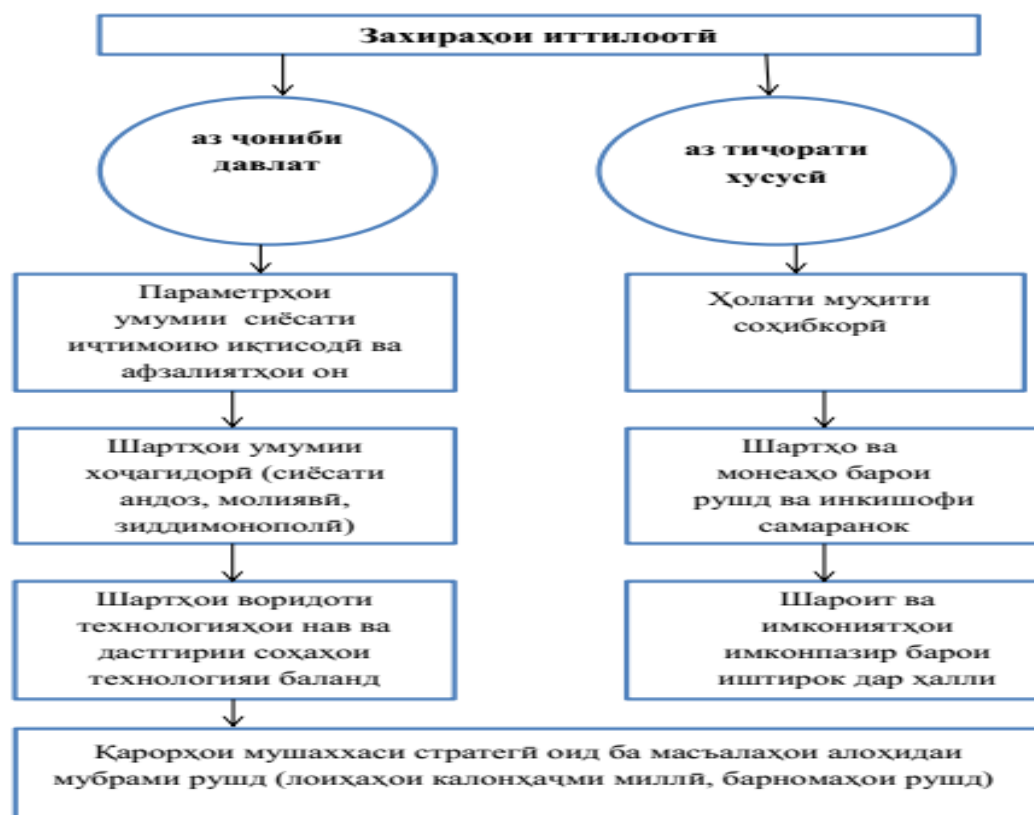 Захираҳои иттилоотӣ
аз ҷониби
давлат
аз тиҷорати
хусусӣ
Параметрҳои
умумии сиёсати
иҷтимоию иқтисодӣ ва
афзалиятҳои он
Ҳолати муҳити
соҳибкорӣ
Шартҳои умумии
хоҷагидорӣ (сиёсати
андоз, молиявӣ,
зиддимонополӣ)
Шартҳо ва
монеаҳо барои
рушд ва инкишофи
самаранок
Шартҳои воридоти
технологияҳои нав ва
дастгирии соҳаҳои
технологияи баланд
Шароит ва
имкониятҳои
имконпазир барои
иштирок дар ҳалли
Қарорҳои мушаххаси стратегӣ оид ба масъалаҳои алоҳидаи
мубрами рушд (лоиҳаҳои калонҳаҷми миллӣ, барномаҳои рушд)